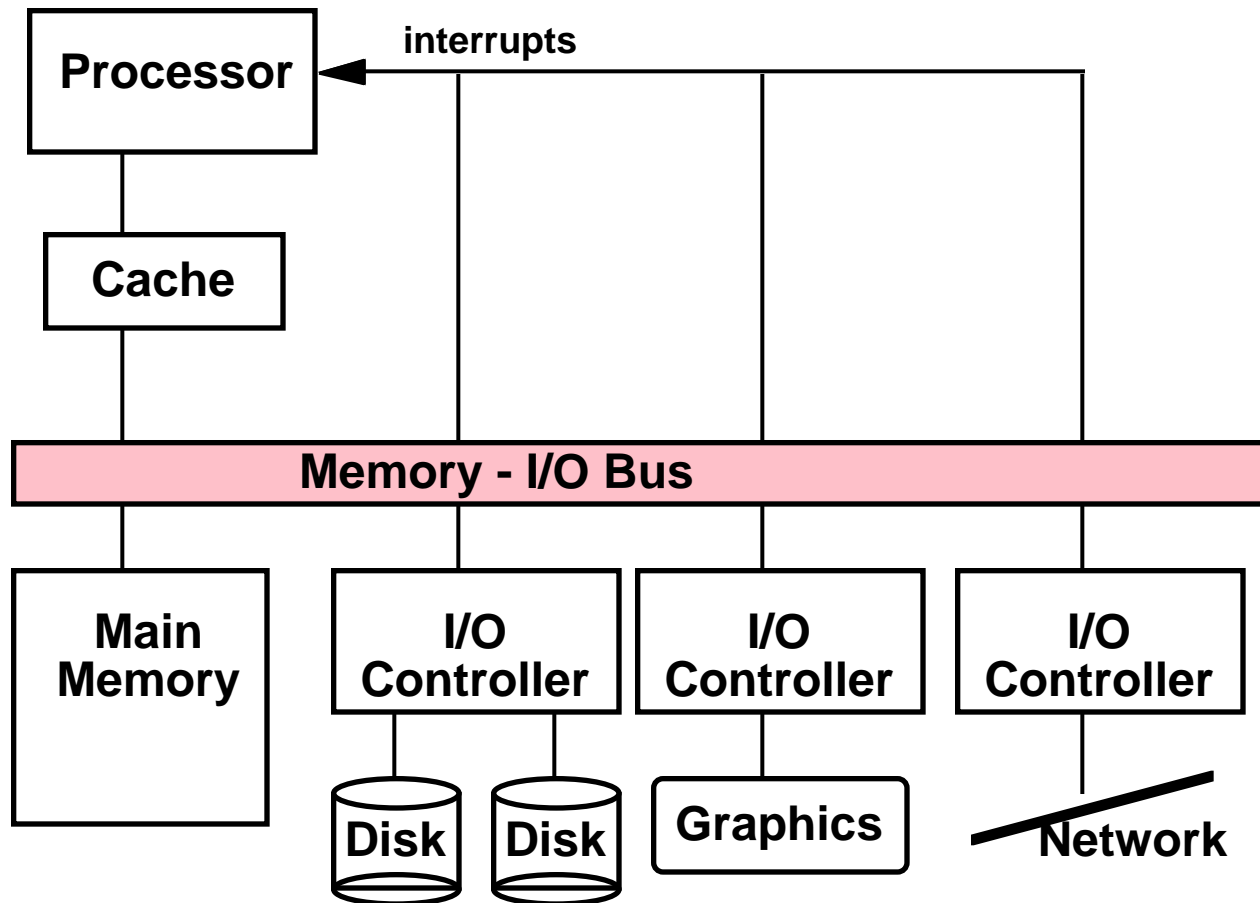 interrupts
Processor
Cache
Memory - I/O Bus
Main
Memory
I/O
Controller
I/O
Controller
I/O
Controller
Disk
Disk
Graphics
Network